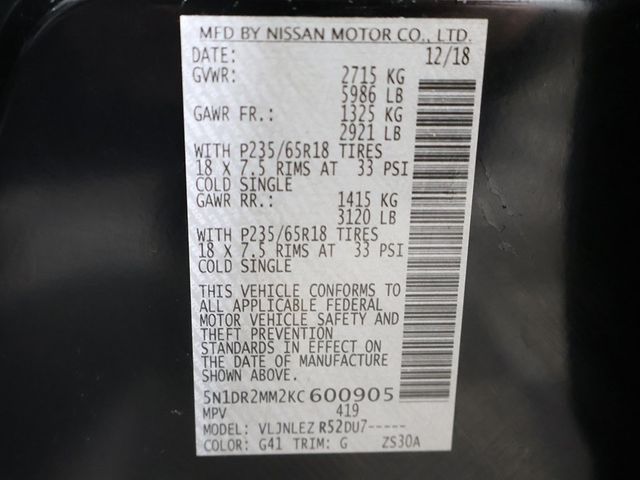 MFD BY NISSAN MOTOR CO., LTD.
DATE: 12/18
GVWR: 2715 KG
5986 LB
GAWR FR.: 1325 KG
2921 LB
WITH P235/65R18 TIRES
18 X 7.5 RIMS AT 33 PSI
COLD SINGLE
GAWR RR.: 1415 KG
3120 LB
WITH P235/65R18 TIRES
18 X 7.5 RIMS AT 33 PSI
COLD SINGLE
THIS VEHICLE CONFORMS TO
ALL APPLICABLE FEDERAL
MOTOR VEHICLE SAFETY AND
THEFT PREVENTION
STANDARDS IN EFFECT ON
THE DATE OF MANUFACTURE
SHOWN ABOVE.
5N1DR2MM2KC600905
MPV 419
MODEL: VLJNLEZ R52DU7-----
COLOR: G41 TRIM: G ZS30A